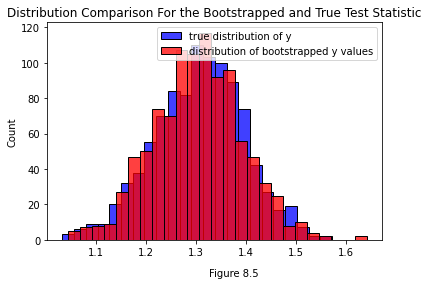 Distribution Comparison For the Bootstrapped and True Test Statistic
true distribution of y
distribution of bootstrapped y values
120
100
80
60
40
20
0
Count
1.1 1.2 1.3 1.4 1.5 1.6
Figure 8.5